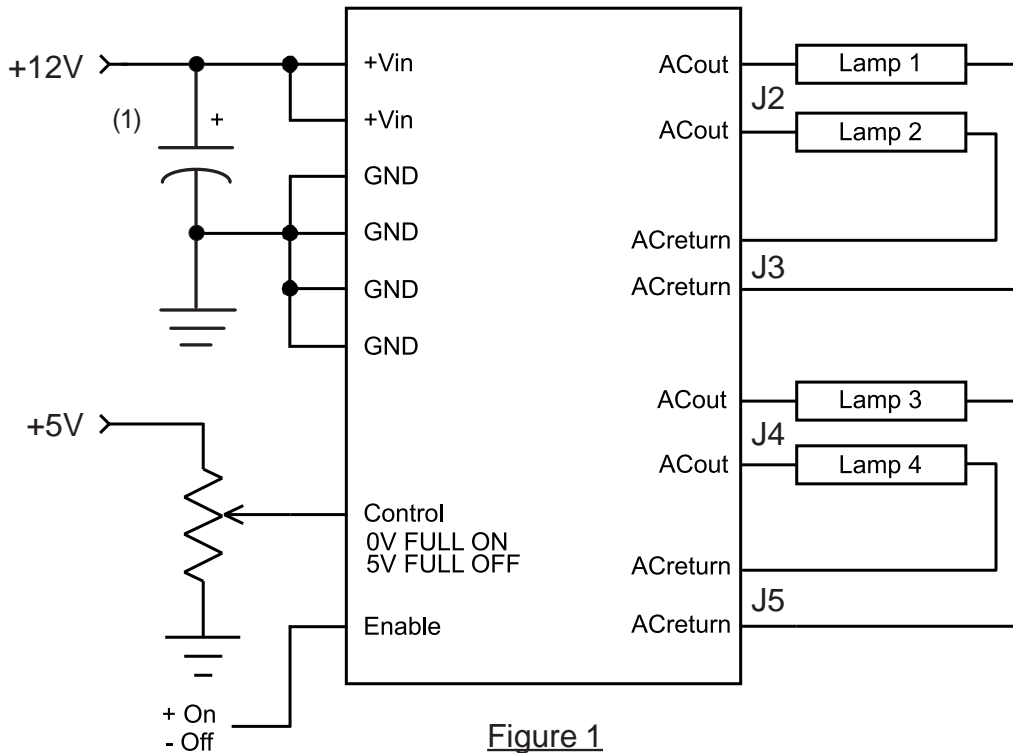 +12V
(1)
+
+Vin
+Vin
GND
GND
GND
GND
+5V
Control
0V FULL ON
5V FULL OFF
Enable
+ On
- Off
ACout
Lamp 1
J2
ACout
Lamp 2
ACreturn
J3
ACreturn
ACout
Lamp 3
J4
ACout
Lamp 4
ACreturn
J5
ACreturn
Figure 1